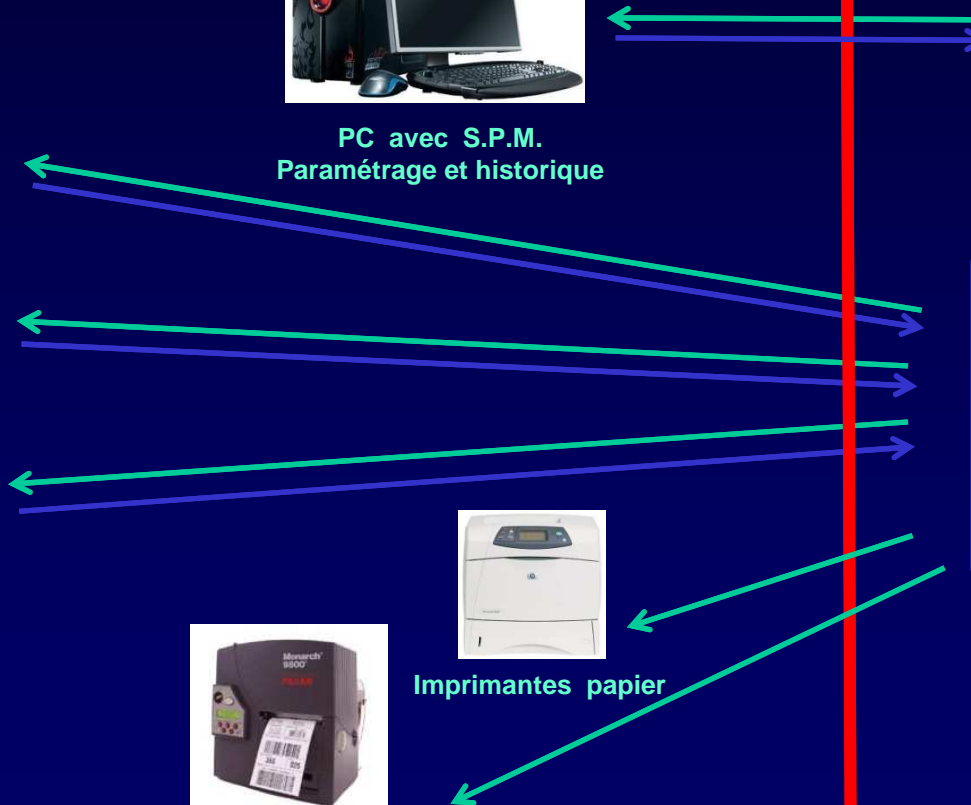 PC avec S.P.M.
Paramétrage et historique
Imprimantes papier
Monarch
9800